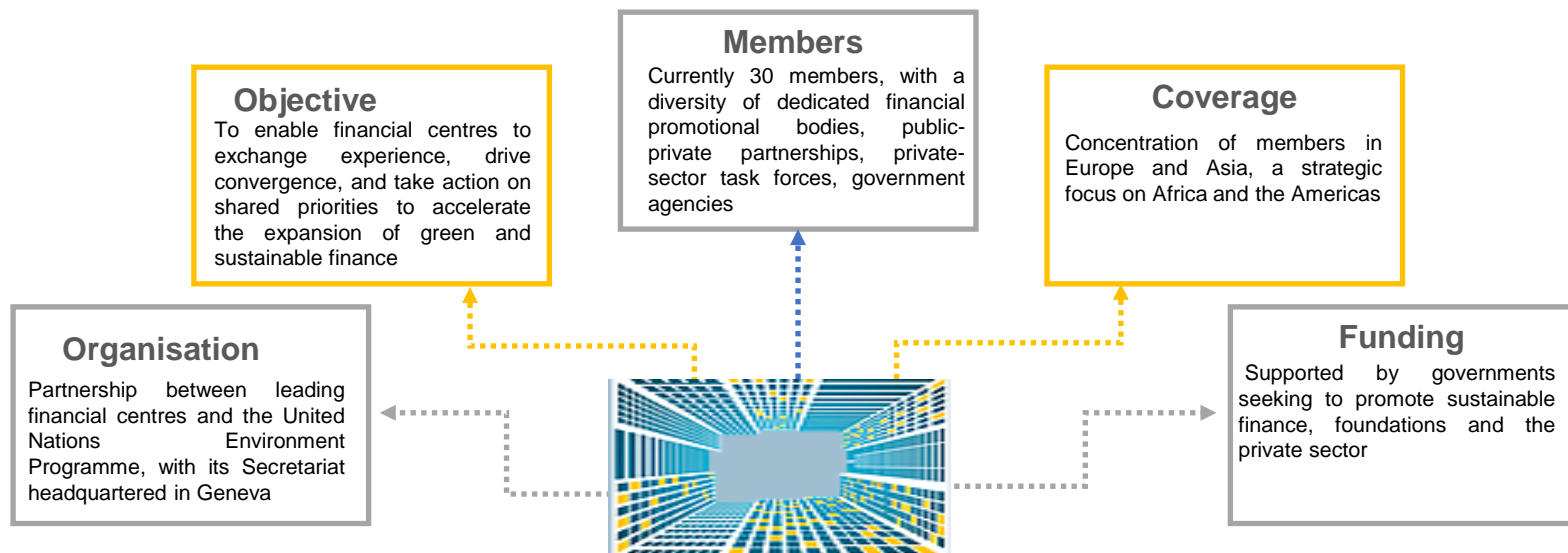 Members
Currently 30 members, with a
diversity of dedicated financial
promotional bodies, public-
private partnerships, private-
sector task forces, government
agencies
Objective
To enable financial centres to
exchange experience, drive
convergence, and take action on
shared priorities to accelerate
the expansion of green and
sustainable finance
Coverage
Concentration of members in
Europe and Asia, a strategic
focus on Africa and the Americas
Organisation
Partnership between leading
financial centres and the United
Nations Environment
Programme, with its Secretariat
headquartered in Geneva
Funding
Supported by governments
seeking to promote sustainable
finance, foundations and the
private sector